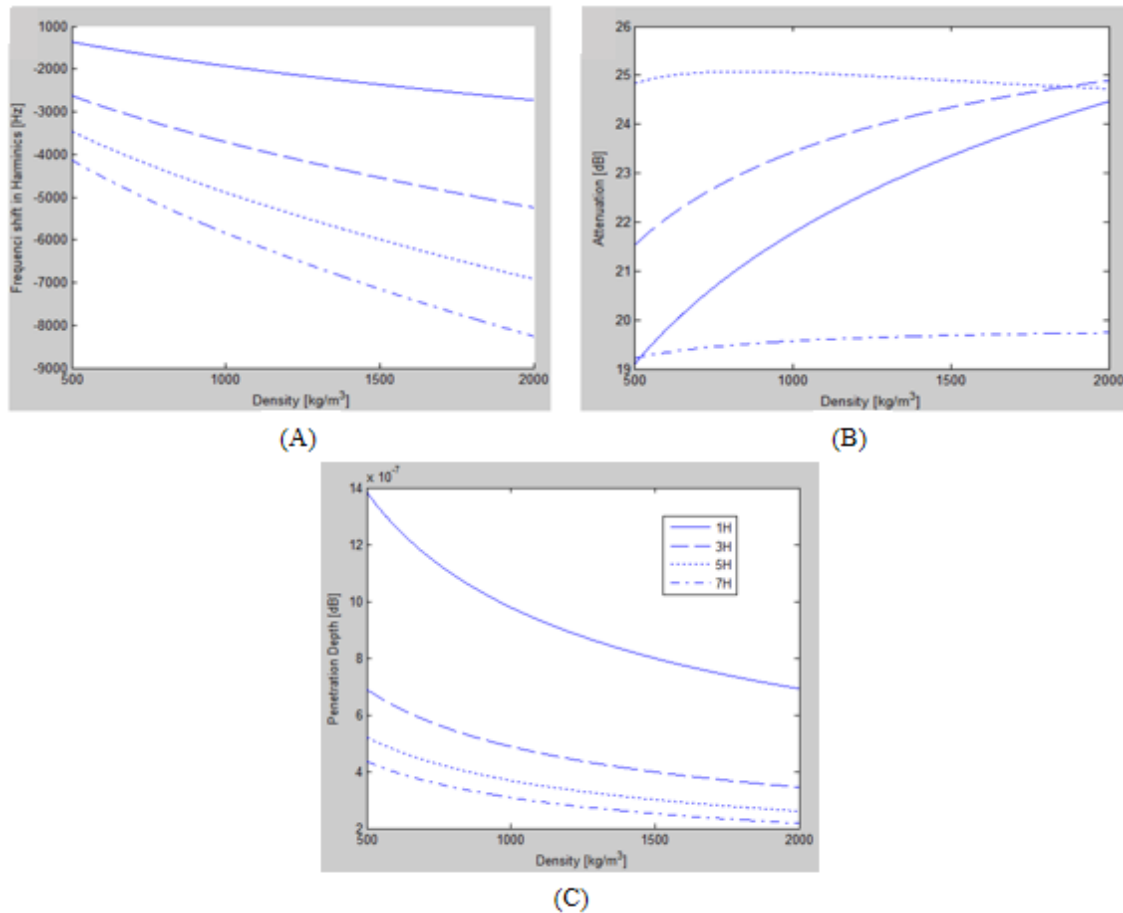 1000
-1000
-2000
-3000
-4000
-5000
-6000
-7000
-8000
-9000
500
1000
1500
2000
Frequenci shift in Harminics [Hz]
Density [kg/m3]
(A)
26
25
24
23
22
21
20
19
500
1000
1500
2000
Attenuation [dB]
Density [kg/m3]
(B)
x 10-7
14
12
10
8
6
4
2
500
1000
1500
2000
Penetration Depth [dB]
Density [kg/m3]
1H
3H
5H
7H
(C)